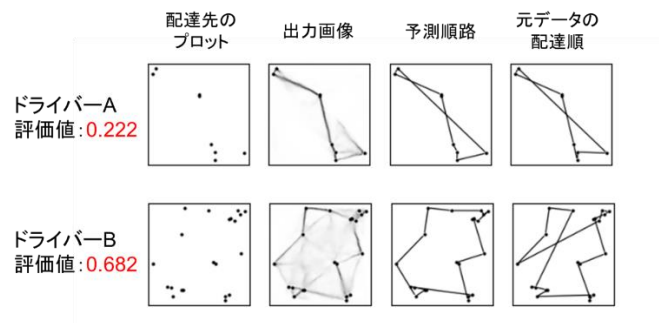 配達先の
プロット
出力画像
予測順路
元データの
配達順
ドライバーA
評価値:0.222
ドライバーB
評価値:0.682